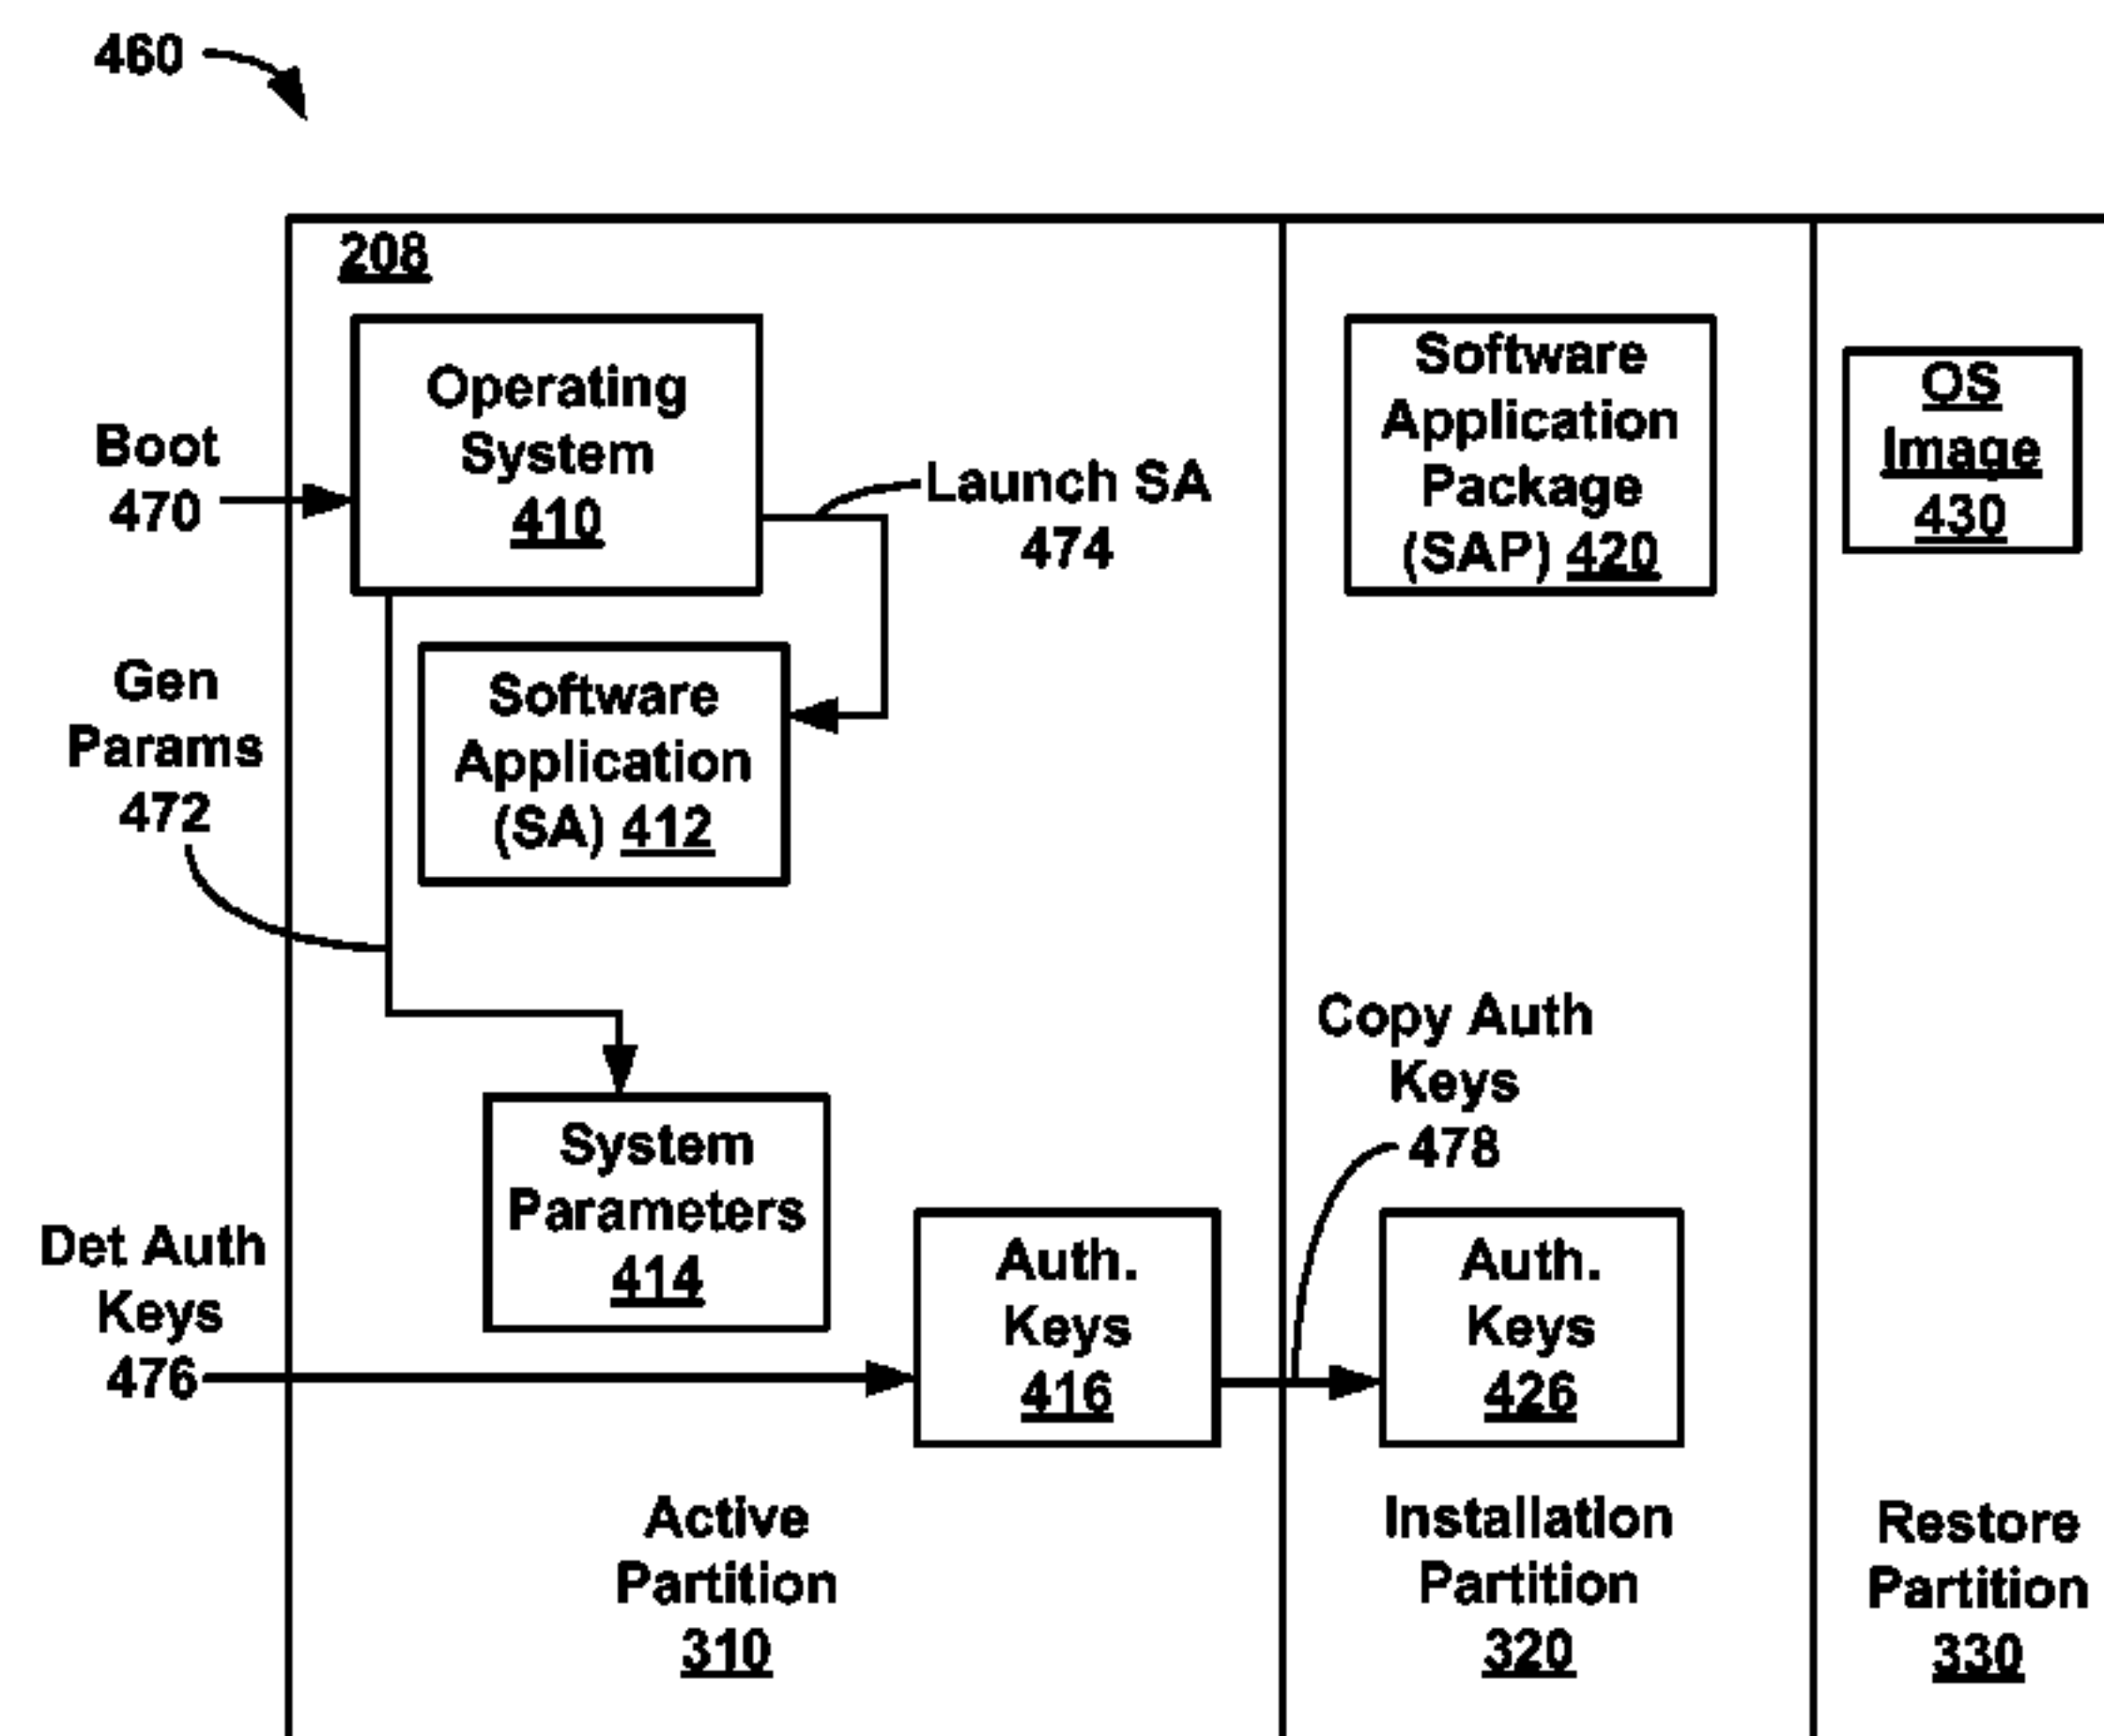 460
208
Operating
System
410
Boot
470
Launch SA
474
Software
Application
Package
(SAP) 420
OS
Image
430
Gen
Params
472
Software
Application
(SA) 412
Copy Auth
Keys
478
System
Parameters
414
Det Auth
Keys
476
Auth.
Keys
416
Auth.
Keys
426
Active
Partition
310
Installation
Partition
320
Restore
Partition
330